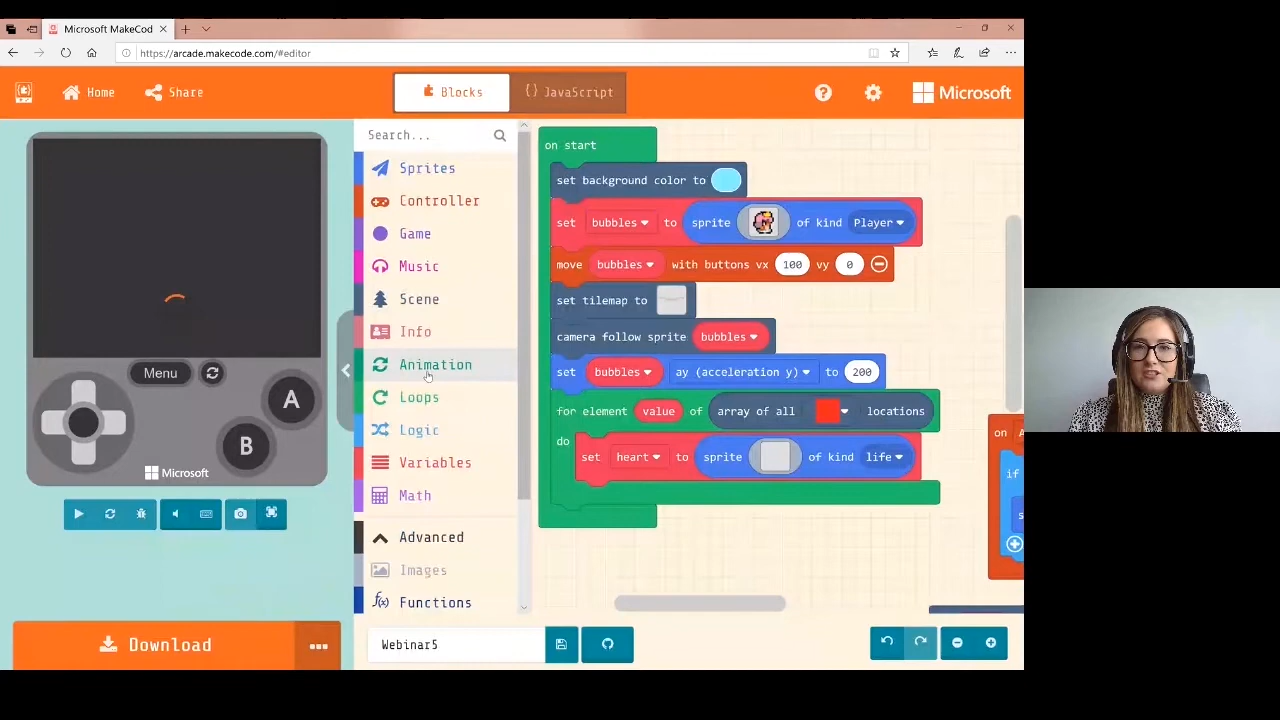 Microsoft MakeCod
https://arcade.makecode.com/#editor
Home
Share
Blocks
{} JavaScript
Microsoft
Search...
Sprites
Controller
Game
Music
Scene
Info
Animation
Loops
Logic
Variables
Math
Advanced
Images
f(x) Functions
Menu
A
B
Microsoft
Download
on start
set background color to
set bubbles to sprite of kind Player
move bubbles with buttons vx 100 vy 0
set tilemap to
camera follow sprite bubbles
set bubbles ay (acceleration y) to 200
for element value of array of all locations
do set heart to sprite of kind life
on
if
s
Webinar5